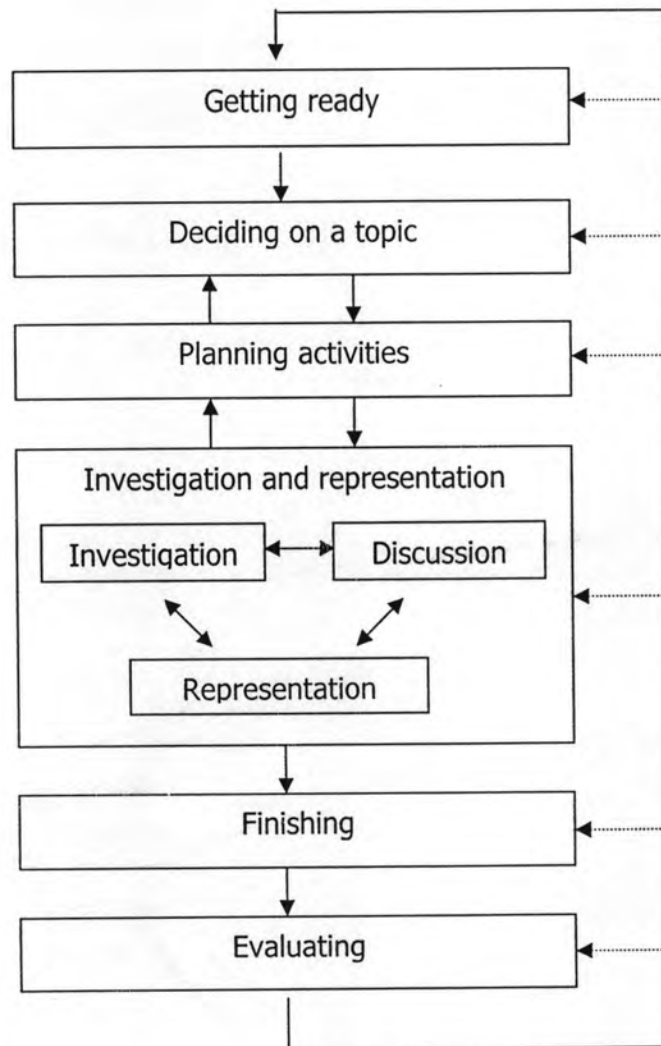 Getting ready
Deciding on a topic
Planning activities
Investigation and representation
Investigation
Discussion
Representation
Finishing
Evaluating